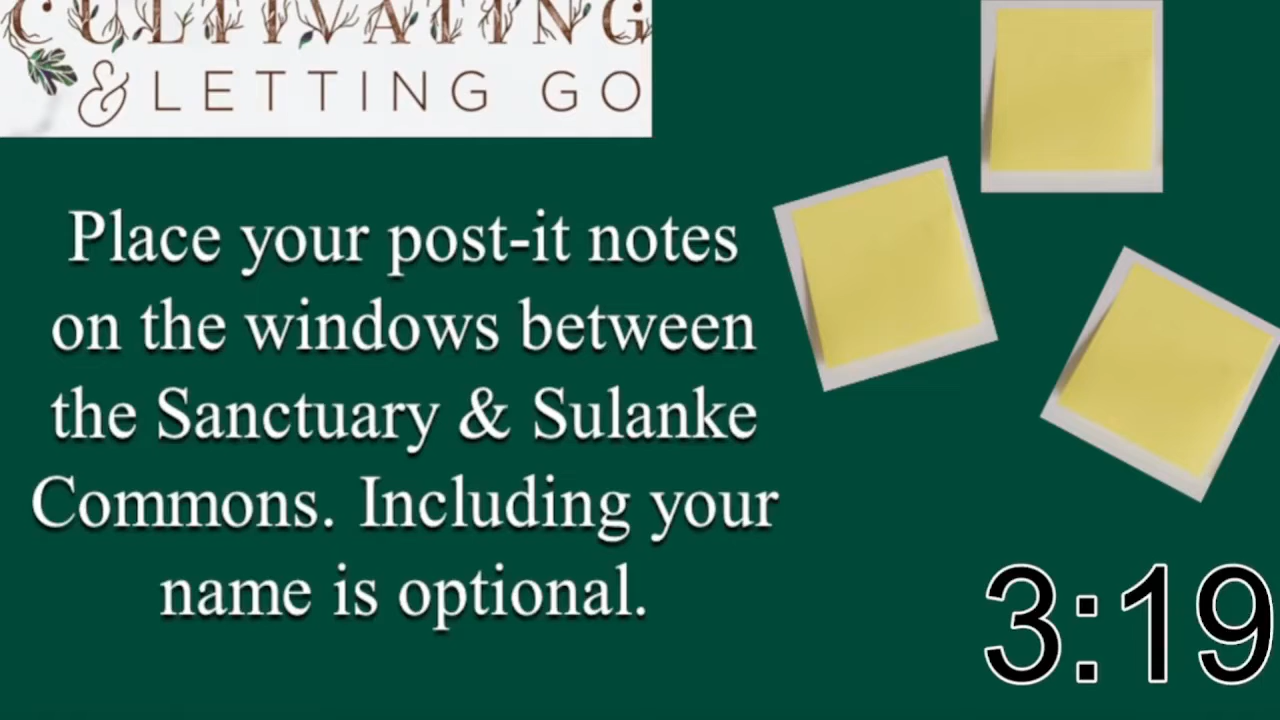 CULTIVATING
& LETTING GO
Place your post-it notes
on the windows between
the Sanctuary & Sulanke
Commons. Including your
name is optional.
3:19